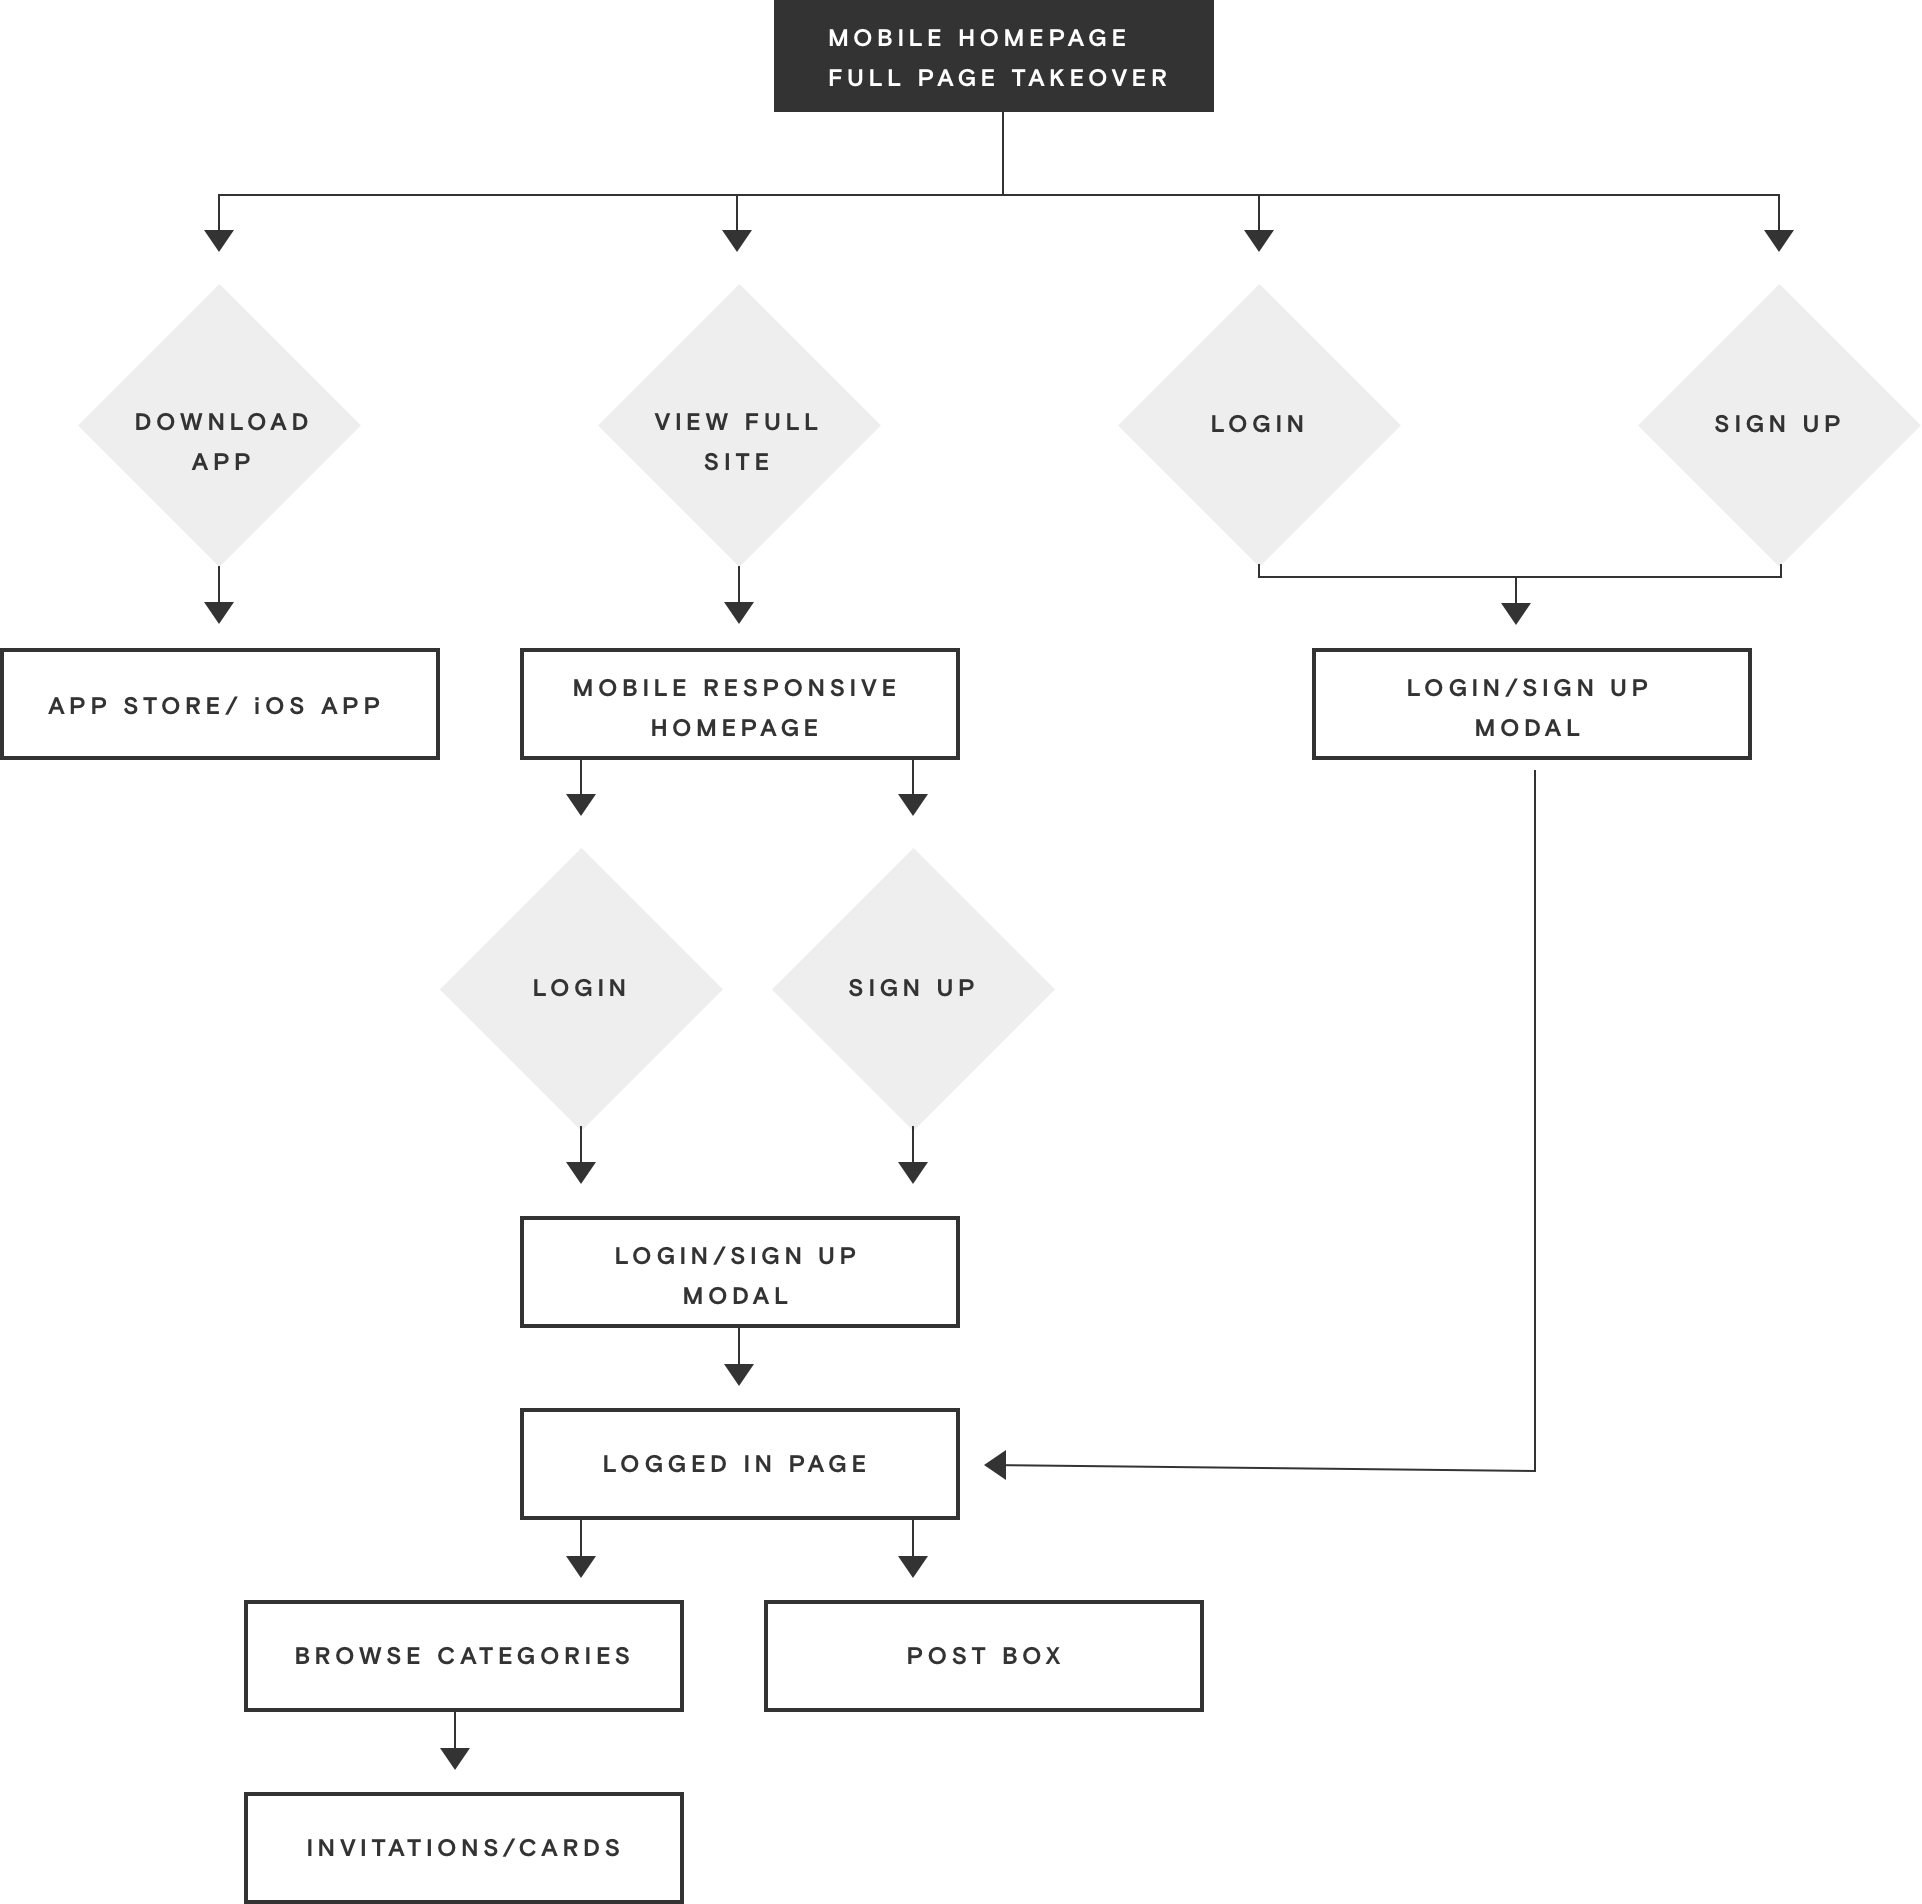 MOBILE HOMEPAGE
FULL PAGE TAKEOVER
DOWNLOAD
APP
VIEW FULL
SITE
LOGIN
SIGN UP
APP STORE/ iOS APP
MOBILE RESPONSIVE
HOMEPAGE
LOGIN/SIGN UP
MODAL
LOGIN
SIGN UP
LOGIN/SIGN UP
MODAL
LOGGED IN PAGE
BROWSE CATEGORIES
POST BOX
INVITATIONS/CARDS